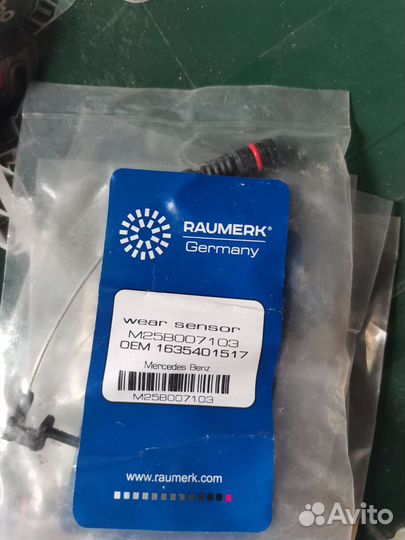 RAUMERK®
Germany
wear sensor
M25B007103
OEM 1635401517
Mercedes Benz
M25B007103
www.raumerk.com
Avito